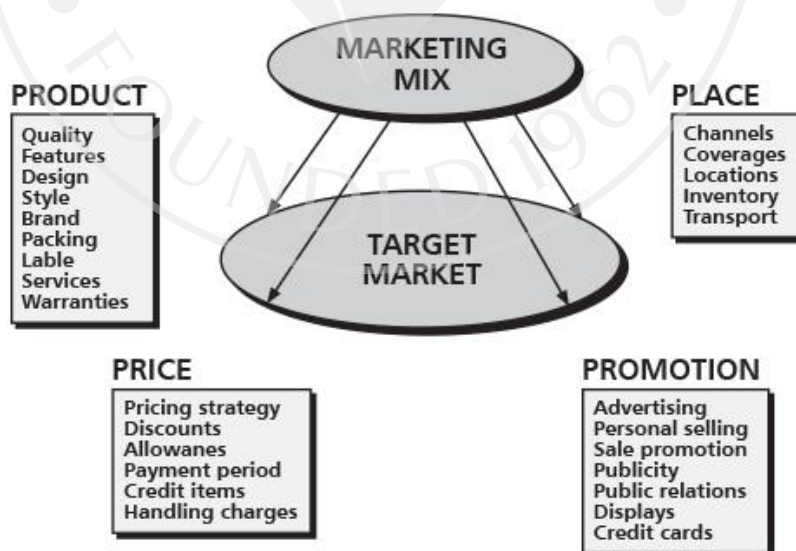 FOUNDED 1962
MARKETING
MIX
PRODUCT
Quality
Features
Design
Style
Brand
Packing
Lable
Services
Warranties
PLACE
Channels
Coverages
Locations
Inventory
Transport
TARGET
MARKET
PRICE
Pricing strategy
Discounts
Allowanes
Payment period
Credit items
Handling charges
PROMOTION
Advertising
Personal selling
Sale promotion
Publicity
Public relations
Displays
Credit cards